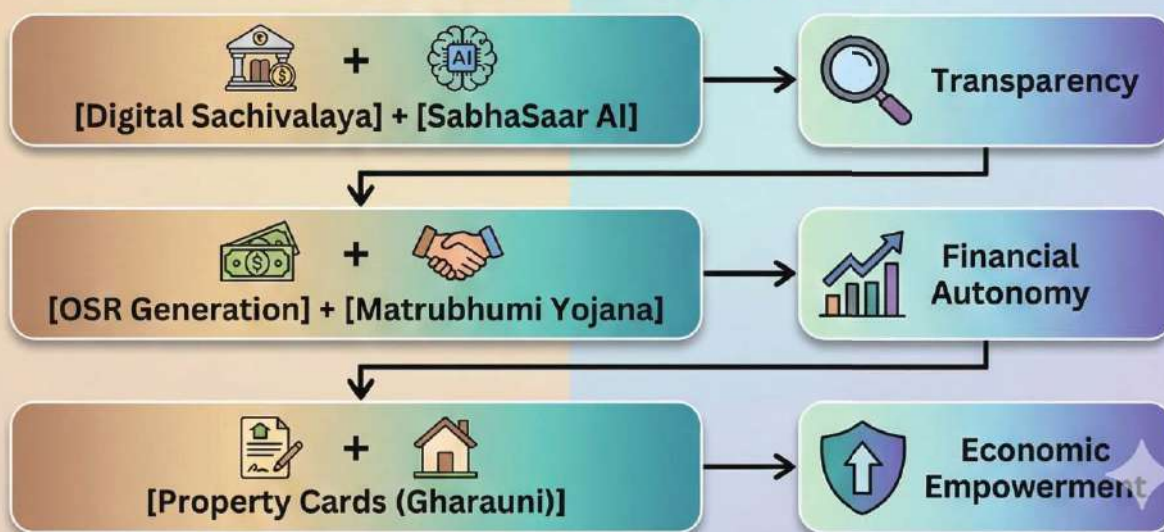 AI
[Digital Sachivalaya] + [SabhaSaar AI]
Transparency
[OSR Generation] + [Matrubhumi Yojana]
Financial
Autonomy
[Property Cards (Gharauni)]
Economic
Empowerment